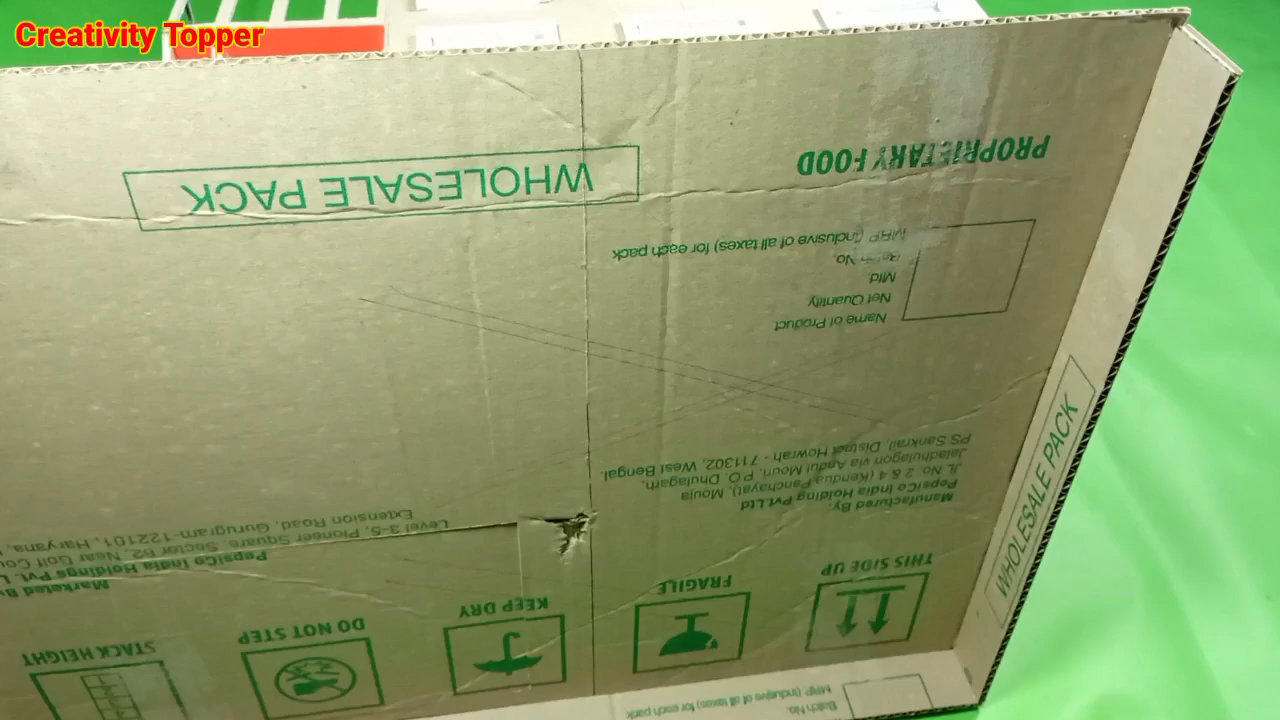 Creativity Topper
THIS SIDE UP
FRAGILE
KEEP DRY
DO NOT STEP
STACK HEIGHT
Manufactured By:
PepsiCo India Holding Pvt.Ltd
JL No. 2 & 4 (Kendua Panchayat), Mouja
Jaladhulagori via Andul Mouri, P.O. Dhulagarh,
PS Sankrail, District Howrah - 711302, West Bengal.
Marketed By
PepsiCo India Holdings Pvt.
Level 3-5, Pioneer Square, Sector 62, Near Golf
Extension Road, Gurugram-122101, Haryana,
Name of Product
Net Quantity
Mfd
Batch No.
MRP (inclusive of all taxes) for each pack
PROPRIETARY FOOD
WHOLESALE PACK
WHOLESALE PACK
Batch No.
MRP (inclusive of all taxes) for each pack